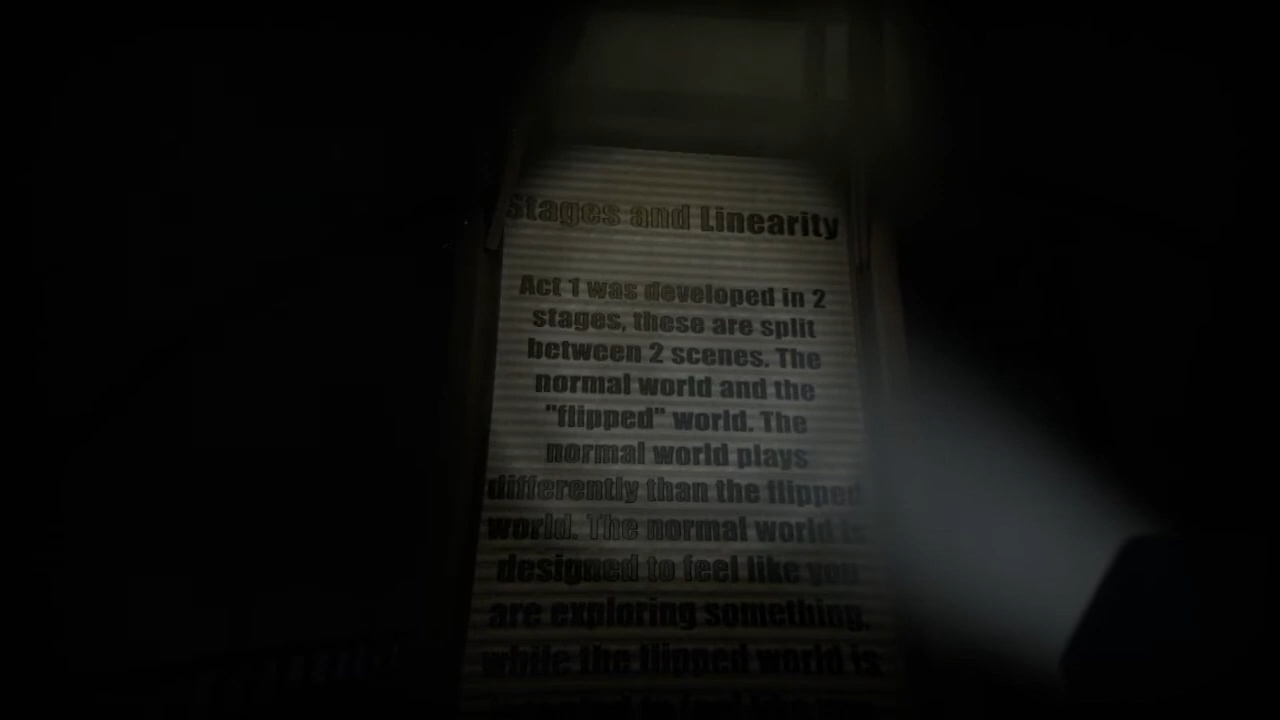 Stages and Linearity
Act 1 was developed in 2
stages, these are split
between 2 scenes. The
normal world and the
"flipped" world. The
normal world plays
differently than the flipped
world. The normal world is
designed to feel like you
are exploring something,
while the flipped world is